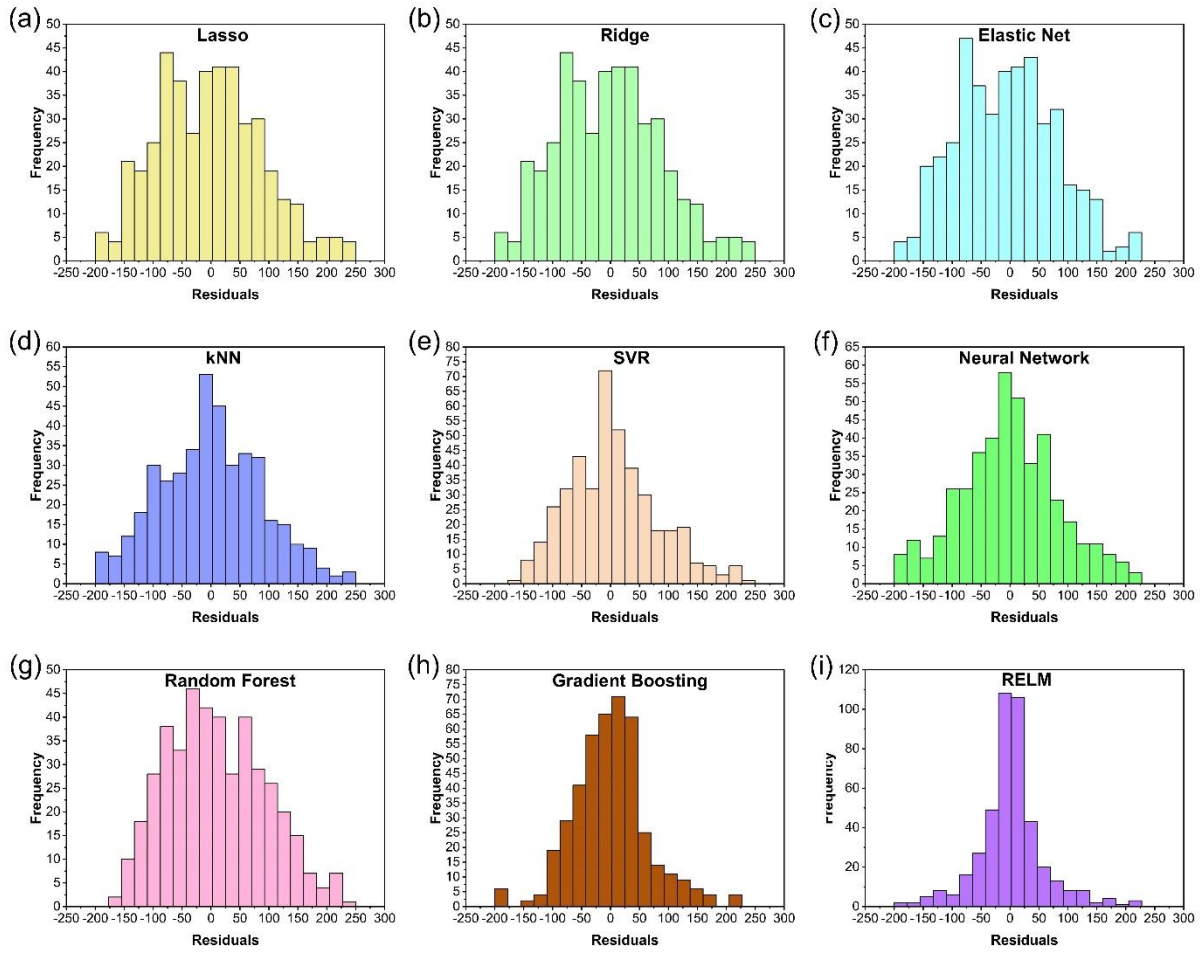 (a)
Lasso
50
45
40
35
30
25
20
15
10
5
0
Frequency
-250 -200 -150 -100 -50 0 50 100 150 200 250 300
Residuals
(b)
Ridge
50
45
40
35
30
25
20
15
10
5
0
Frequency
-250 -200 -150 -100 -50 0 50 100 150 200 250 300
Residuals
(c)
Elastic Net
50
45
40
35
30
25
20
15
10
5
0
Frequency
-250 -200 -150 -100 -50 0 50 100 150 200 250 300
Residuals
(d)
kNN
60
55
50
45
40
35
30
25
20
15
10
5
0
Frequency
-250 -200 -150 -100 -50 0 50 100 150 200 250 300
Residuals
(e)
SVR
80
75
70
65
60
55
50
45
40
35
30
25
20
15
10
5
0
Frequency
-250 -200 -150 -100 -50 0 50 100 150 200 250 300
Residuals
(f)
Neural Network
65
60
55
50
45
40
35
30
25
20
15
10
5
0
Frequency
-250 -200 -150 -100 -50 0 50 100 150 200 250 300
Residuals
(g)
Random Forest
50
45
40
35
30
25
20
15
10
5
0
Frequency
-250 -200 -150 -100 -50 0 50 100 150 200 250 300
Residuals
(h)
Gradient Boosting
80
75
70
65
60
55
50
45
40
35
30
25
20
15
10
5
0
Frequency
-250 -200 -150 -100 -50 0 50 100 150 200 250 300
Residuals
(i)
RELM
120
100
80
60
40
20
0
Frequency
-250 -200 -150 -100 -50 0 50 100 150 200 250 300
Residuals